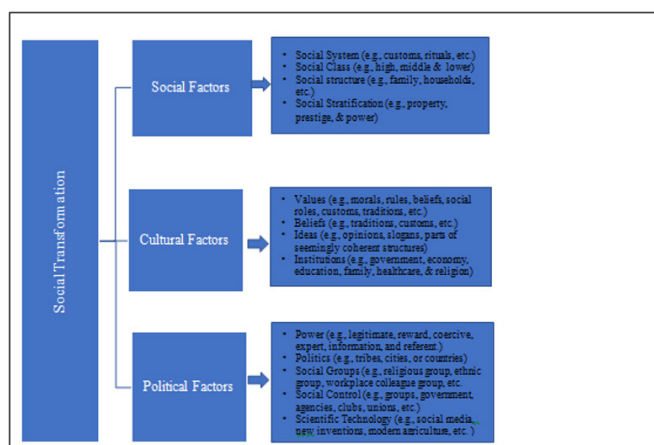 Social Transformation
Social Factors
• Social System (e.g., customs, rituals, etc.)
• Social Class (e.g., high, middle & lower)
• Social structure (e.g., family, households,
etc.)
• Social Stratification (e.g., property,
prestige, & power)
Cultural Factors
• Values (e.g., morals, rules, beliefs, social
roles, customs, traditions, etc.)
• Beliefs (e.g., traditions, customs, etc.)
• Ideas (e.g., opinions, slogans, parts of
seemingly coherent structures)
• Institutions (e.g., government, economy,
education, family, healthcare, & religion)
Political Factors
• Power (e.g., legitimate, reward, coercive,
expert, information, and referent.)
• Politics (e.g., tribes, cities, or countries)
• Social Groups (e.g., religious group, ethnic
group, workplace colleague group, etc.
• Social Control (e.g., groups, government,
agencies, clubs, unions, etc.)
• Scientific Technology (e.g., social media,
new inventions, modern agriculture, etc. )